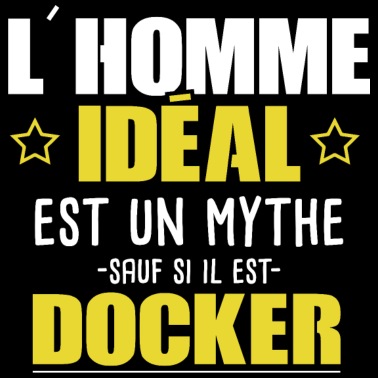 L´HOMME
IDÉAL
EST UN MYTHE
-SAUF SI IL EST-
DOCKER